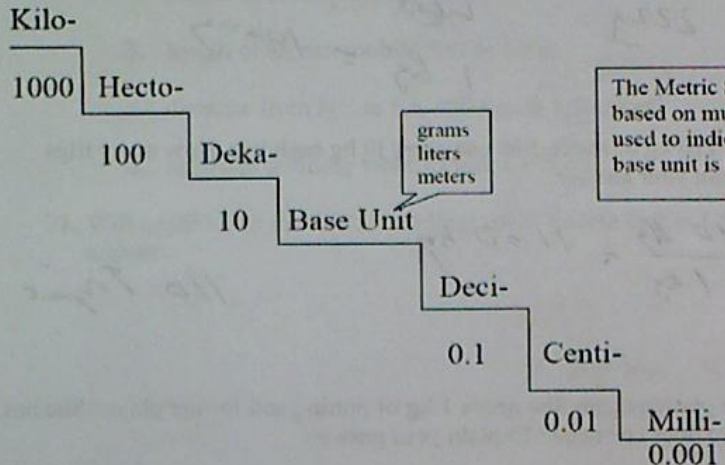 Kilo-
1000 Hecto-
100 Deka-
10 Base Unit
grams
liters
meters
Deci-
0.1 Centi-
0.01 Milli-
0.001
The Metric
based on mu
used to indi
base unit is